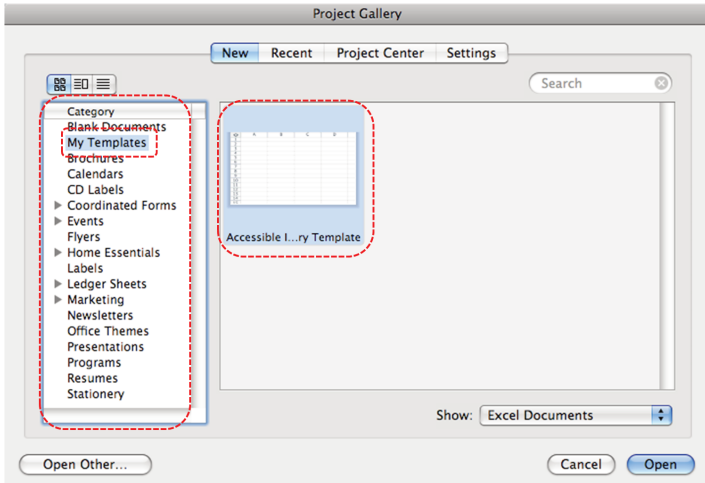 Project Gallery
New Recent Project Center Settings
Search
Category
Blank Documents
My Templates
Brochures
Calendars
CD Labels
Coordinated Forms
Events
Flyers
Home Essentials
Labels
Ledger Sheets
Marketing
Newsletters
Office Themes
Presentations
Programs
Resumes
Stationery
Accessible I...ry Template
Show: Excel Documents
Open Other... Cancel Open